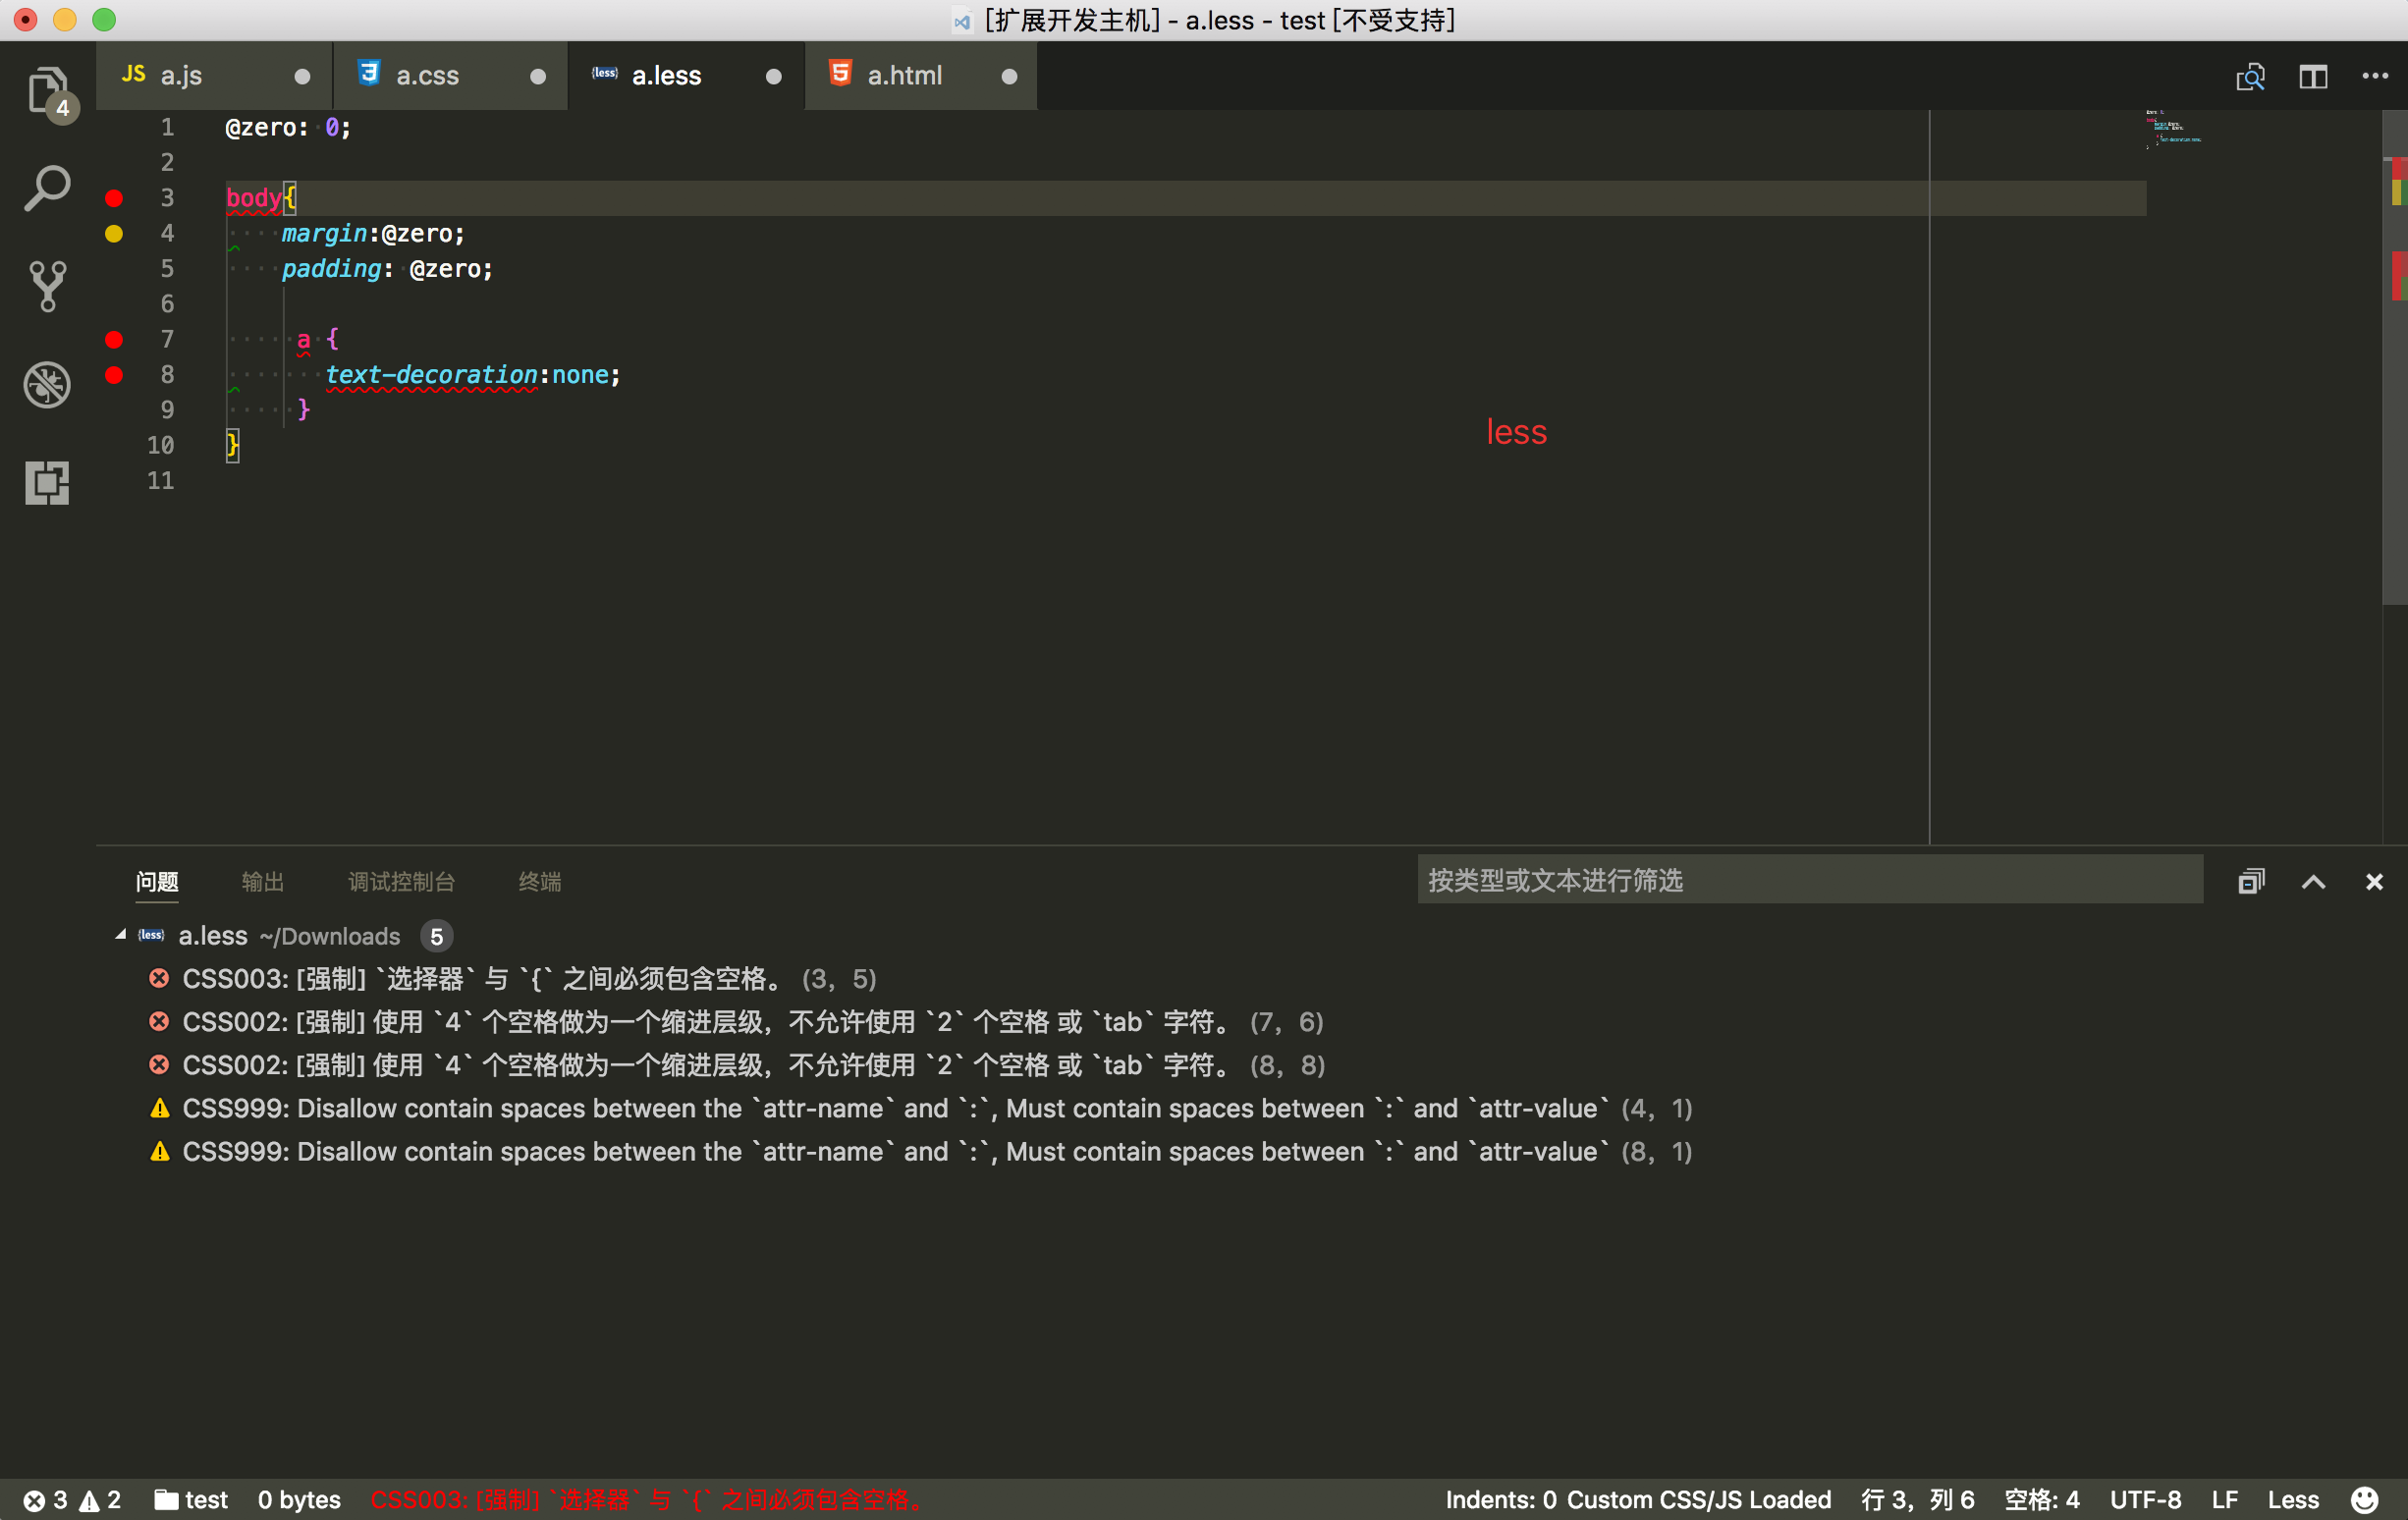 [扩展开发主机] - a.less - test [不受支持]
JS a.js
a.css
{less} a.less
a.html
4
1 @zero: 0;
2
3 body{
4 margin:@zero;
5 padding: @zero;
6
7 a {
8 text-decoration:none;
9 }
10 }
11
less
问题 输出 调试控制台 终端 按类型或文本进行筛选
{less} a.less ~/Downloads 5
CSS003: [强制] `选择器` 与 `{` 之间必须包含空格。 (3, 5)
CSS002: [强制] 使用 `4` 个空格做为一个缩进层级，不允许使用 `2` 个空格 或 `tab` 字符。 (7, 6)
CSS002: [强制] 使用 `4` 个空格做为一个缩进层级，不允许使用 `2` 个空格 或 `tab` 字符。 (8, 8)
CSS999: Disallow contain spaces between the `attr-name` and `:`, Must contain spaces between `:` and `attr-value` (4, 1)
CSS999: Disallow contain spaces between the `attr-name` and `:`, Must contain spaces between `:` and `attr-value` (8, 1)
3 2 test 0 bytes CSS003: [强制] `选择器` 与 `{` 之间必须包含空格。 Indents: 0 Custom CSS/JS Loaded 行 3，列 6 空格: 4 UTF-8 LF Less